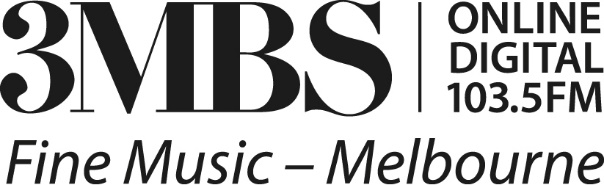 3MBS
ONLINE
DIGITAL
103.5FM
Fine Music – Melbourne